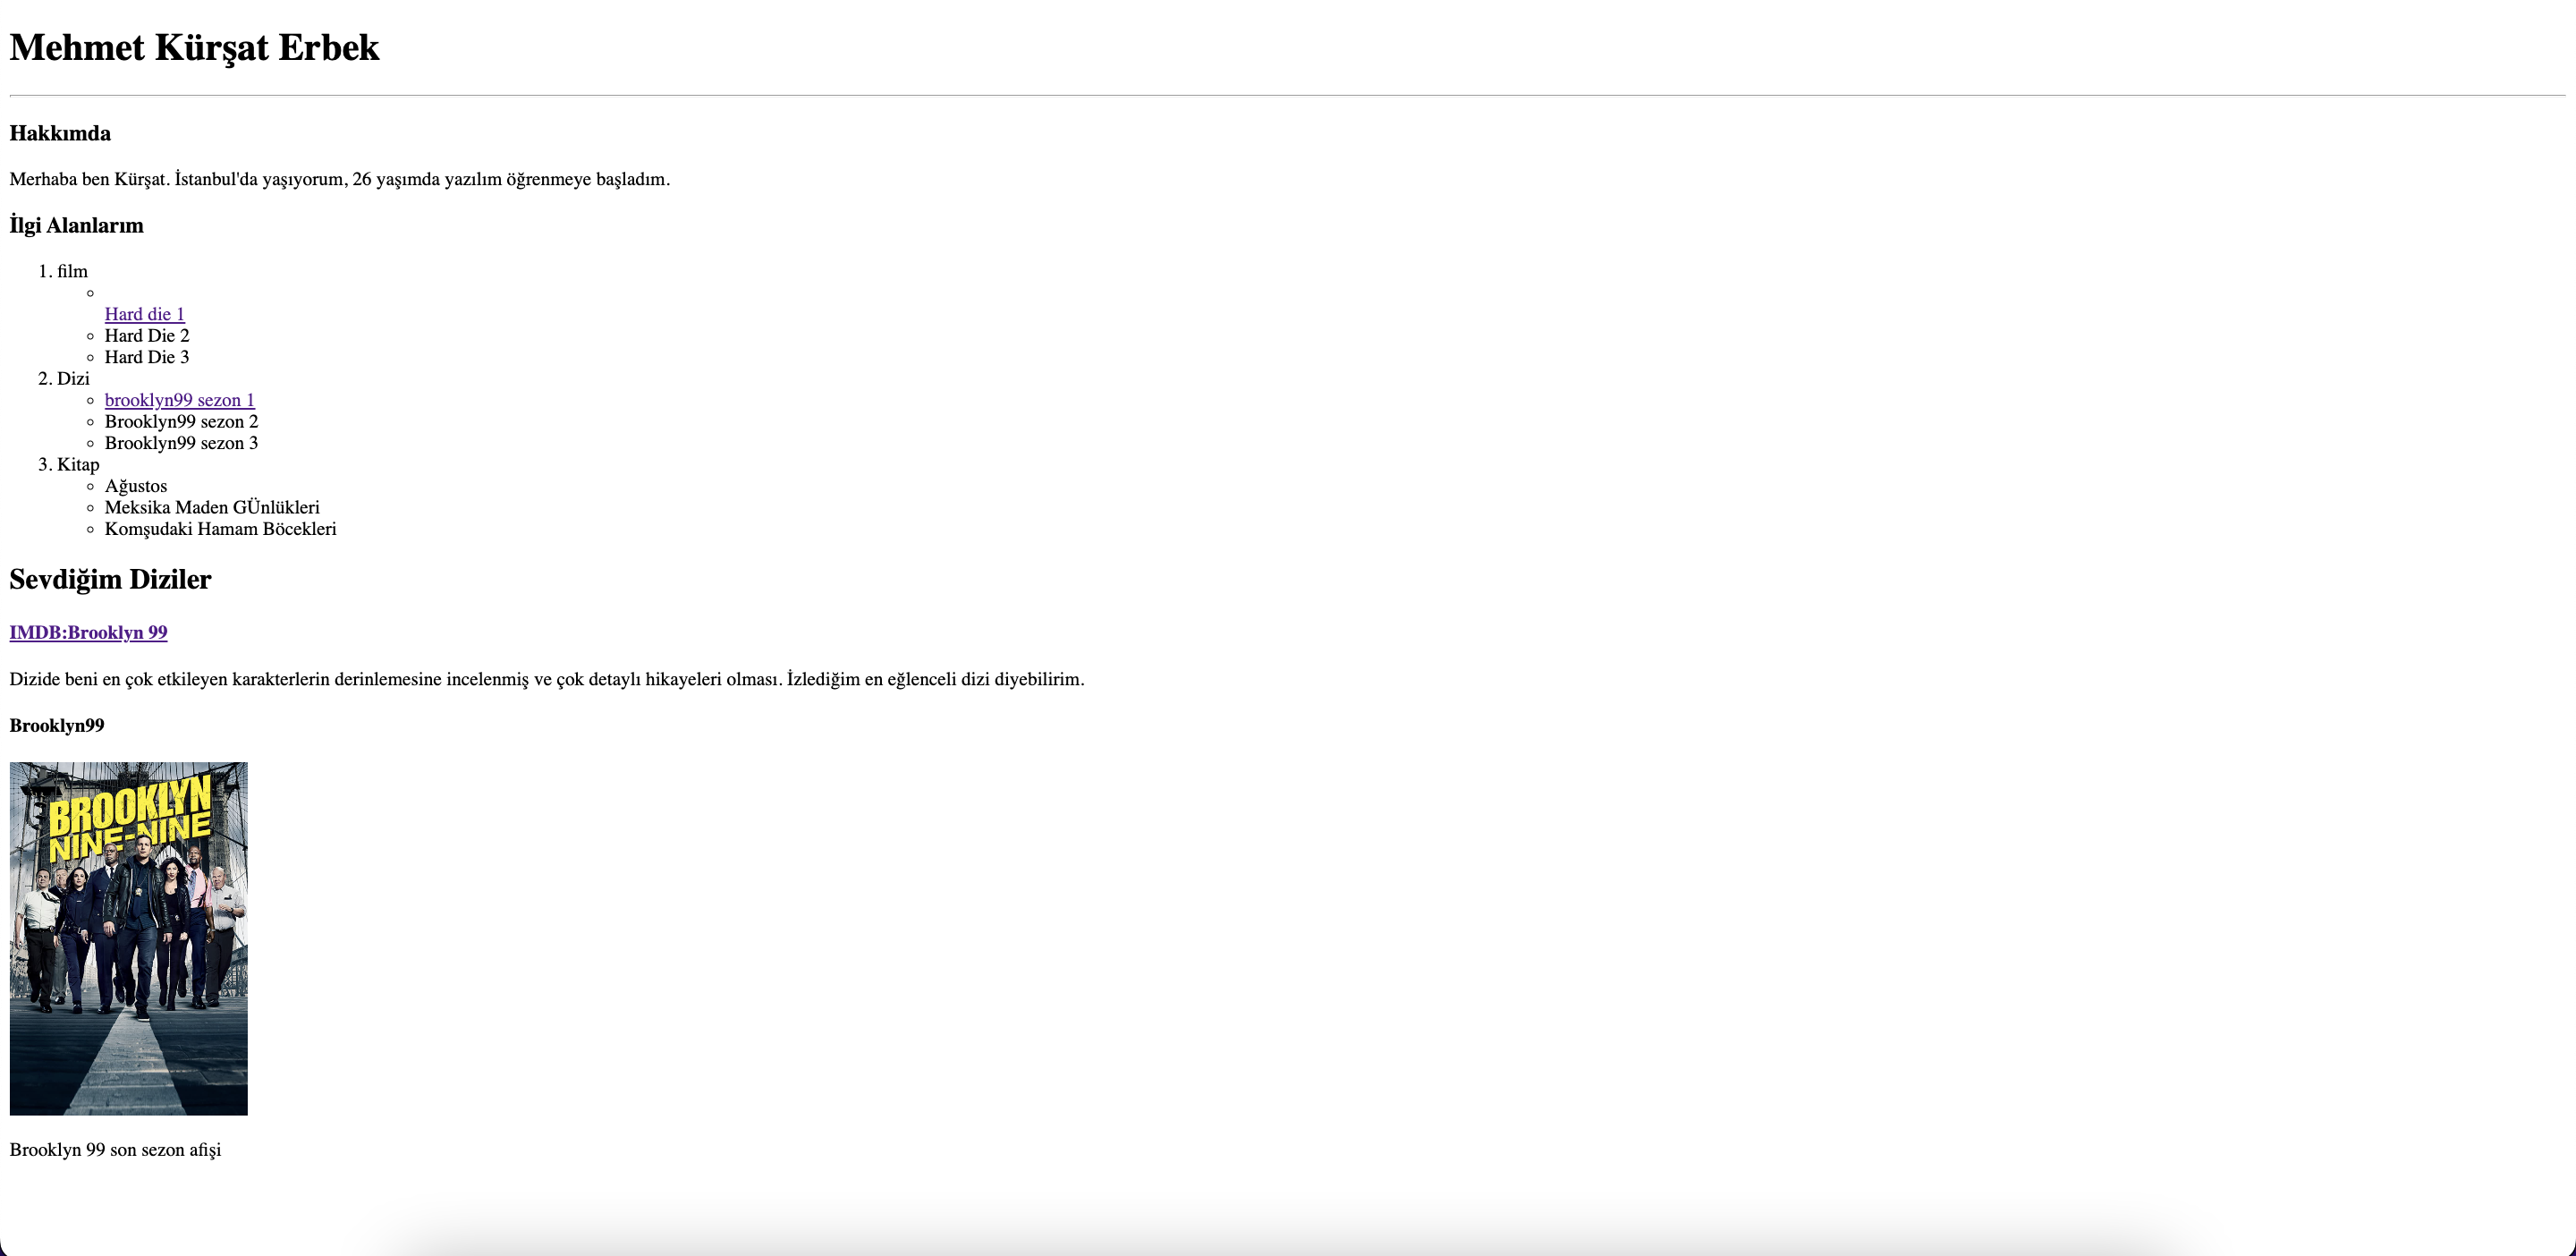 Mehmet Kürşat Erbek
Hakkımda
Merhaba ben Kürşat. İstanbul'da yaşıyorum, 26 yaşımda yazılım öğrenmeye başladım.
İlgi Alanlarım
1. film
Hard die 1
Hard Die 2
Hard Die 3
2. Dizi
brooklyn99 sezon 1
Brooklyn99 sezon 2
Brooklyn99 sezon 3
3. Kitap
Ağustos
Meksika Maden GÜnlükleri
Komşudaki Hamam Böcekleri
Sevdiğim Diziler
IMDB:Brooklyn 99
Dizide beni en çok etkileyen karakterlerin derinlemesine incelenmiş ve çok detaylı hikayeleri olması. İzlediğim en eğlenceli dizi diyebilirim.
Brooklyn99
BROOKLYN
NINE-NINE
Brooklyn 99 son sezon afişi